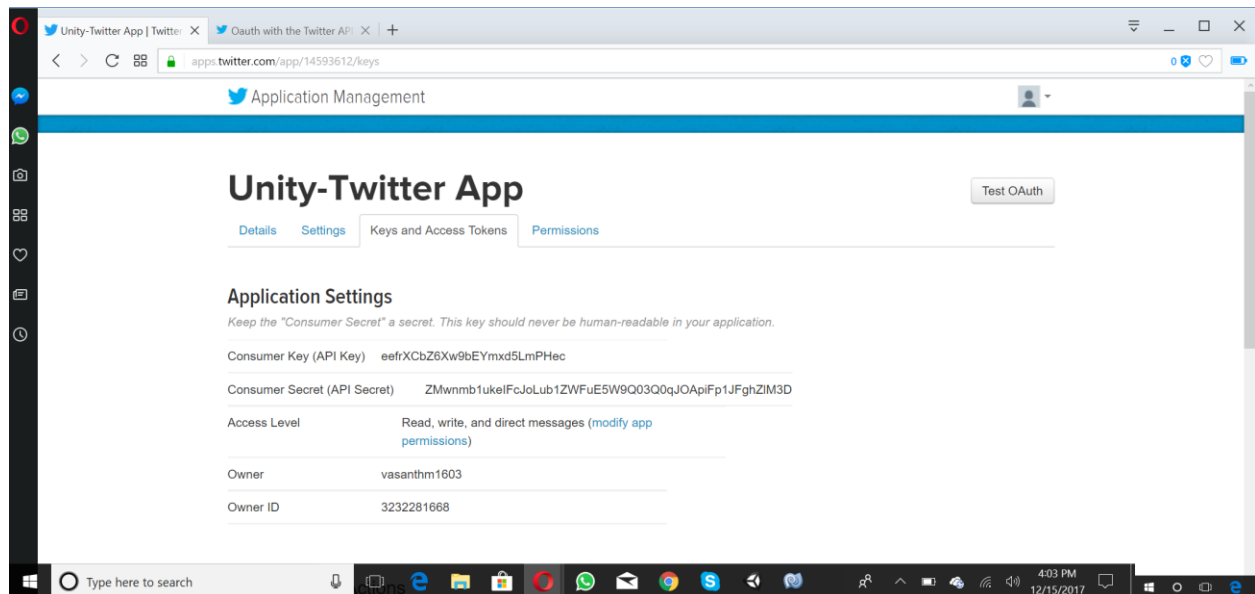 Unity-Twitter App | Twitter
Oauth with the Twitter API
apps.twitter.com/app/14593612/keys
0
Application Management
Unity-Twitter App
Test OAuth
Details Settings Keys and Access Tokens Permissions
Application Settings
Keep the "Consumer Secret" a secret. This key should never be human-readable in your application.
Consumer Key (API Key) eefrXCbZ6Xw9bEYmxd5LmPHec
Consumer Secret (API Secret) ZMwnmb1ukeIFcJoLub1ZWFuE5W9Q03Q0qJOApiFp1JFghZIM3D
Access Level Read, write, and direct messages (modify app
permissions)
Owner vasanthm1603
Owner ID 3232281668
Type here to search
4:03 PM
12/15/2017